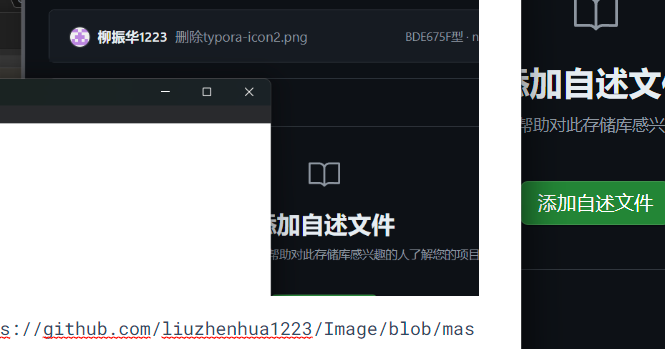 柳振华1223 删除typora-icon2.png BDE675F型 · n
添加自述文件
帮助对此存储库感兴趣的人了解您的项目
s://github.com/liuzhenhua1223/Image/blob/mas
添加自述文
帮助对此存储库感兴
添加自述文件